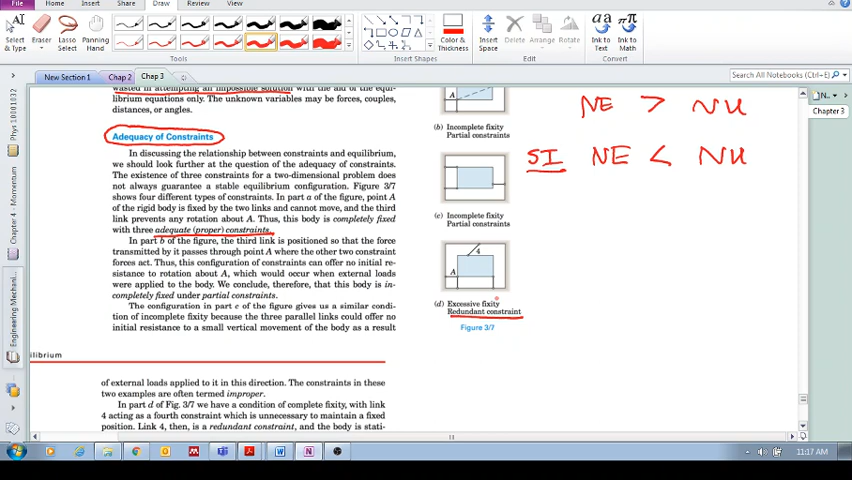 File
Home
Insert
Share
Draw
Review
View
Select & Type
Eraser
Lasso Select
Panning Hand
Color & Thickness
Insert Space
Delete
Arrange
Rotate
Ink to Text
Ink to Math
Tools
Insert Shapes
Edit
Convert
New Section 1
Chap 2
Chap 3
Search All Notebooks (Ctrl+E)
Phys 1001/1032
Chapter 4 - Momentum
Engineering Mechani...
N...
Chapter 3
wasted in attempting an impossible solution with the aid of the equi-
librium equations only. The unknown variables may be forces, couples,
distances, or angles.
Adequacy of Constraints
In discussing the relationship between constraints and equilibrium,
we should look further at the question of the adequacy of constraints.
The existence of three constraints for a two-dimensional problem does
not always guarantee a stable equilibrium configuration. Figure 3/7
shows four different types of constraints. In part a of the figure, point A
of the rigid body is fixed by the two links and cannot move, and the third
link prevents any rotation about A. Thus, this body is completely fixed
with three adequate (proper) constraints.
In part b of the figure, the third link is positioned so that the force
transmitted by it passes through point A where the other two constraint
forces act. Thus, this configuration of constraints can offer no initial re-
sistance to rotation about A, which would occur when external loads
were applied to the body. We conclude, therefore, that this body is in-
completely fixed under partial constraints.
The configuration in part c of the figure gives us a similar condi-
tion of incomplete fixity because the three parallel links could offer no
initial resistance to a small vertical movement of the body as a result
ilibrium
of external loads applied to it in this direction. The constraints in these
two examples are often termed improper.
In part d of Fig. 3/7 we have a condition of complete fixity, with link
4 acting as a fourth constraint which is unnecessary to maintain a fixed
position. Link 4, then, is a redundant constraint, and the body is stati-
A
(b) Incomplete fixity
Partial constraints
(c) Incomplete fixity
Partial constraints
4
A
(d) Excessive fixity
Redundant constraint
Figure 3/7
NE > NU
SI NE < NU
11:17 AM